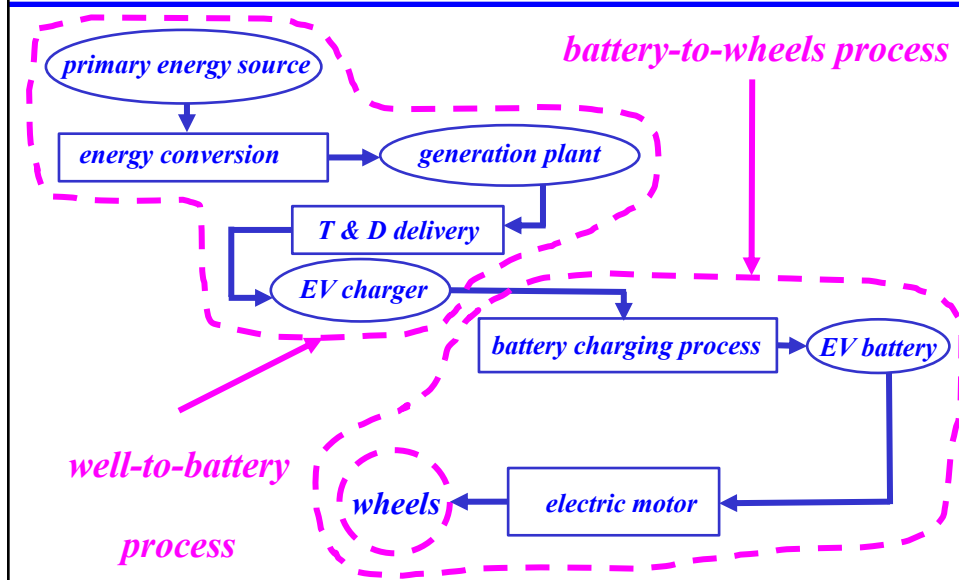 battery-to-wheels process
primary energy source
energy conversion
generation plant
T & D delivery
EV charger
battery charging process
EV battery
well-to-battery
process
wheels
electric motor